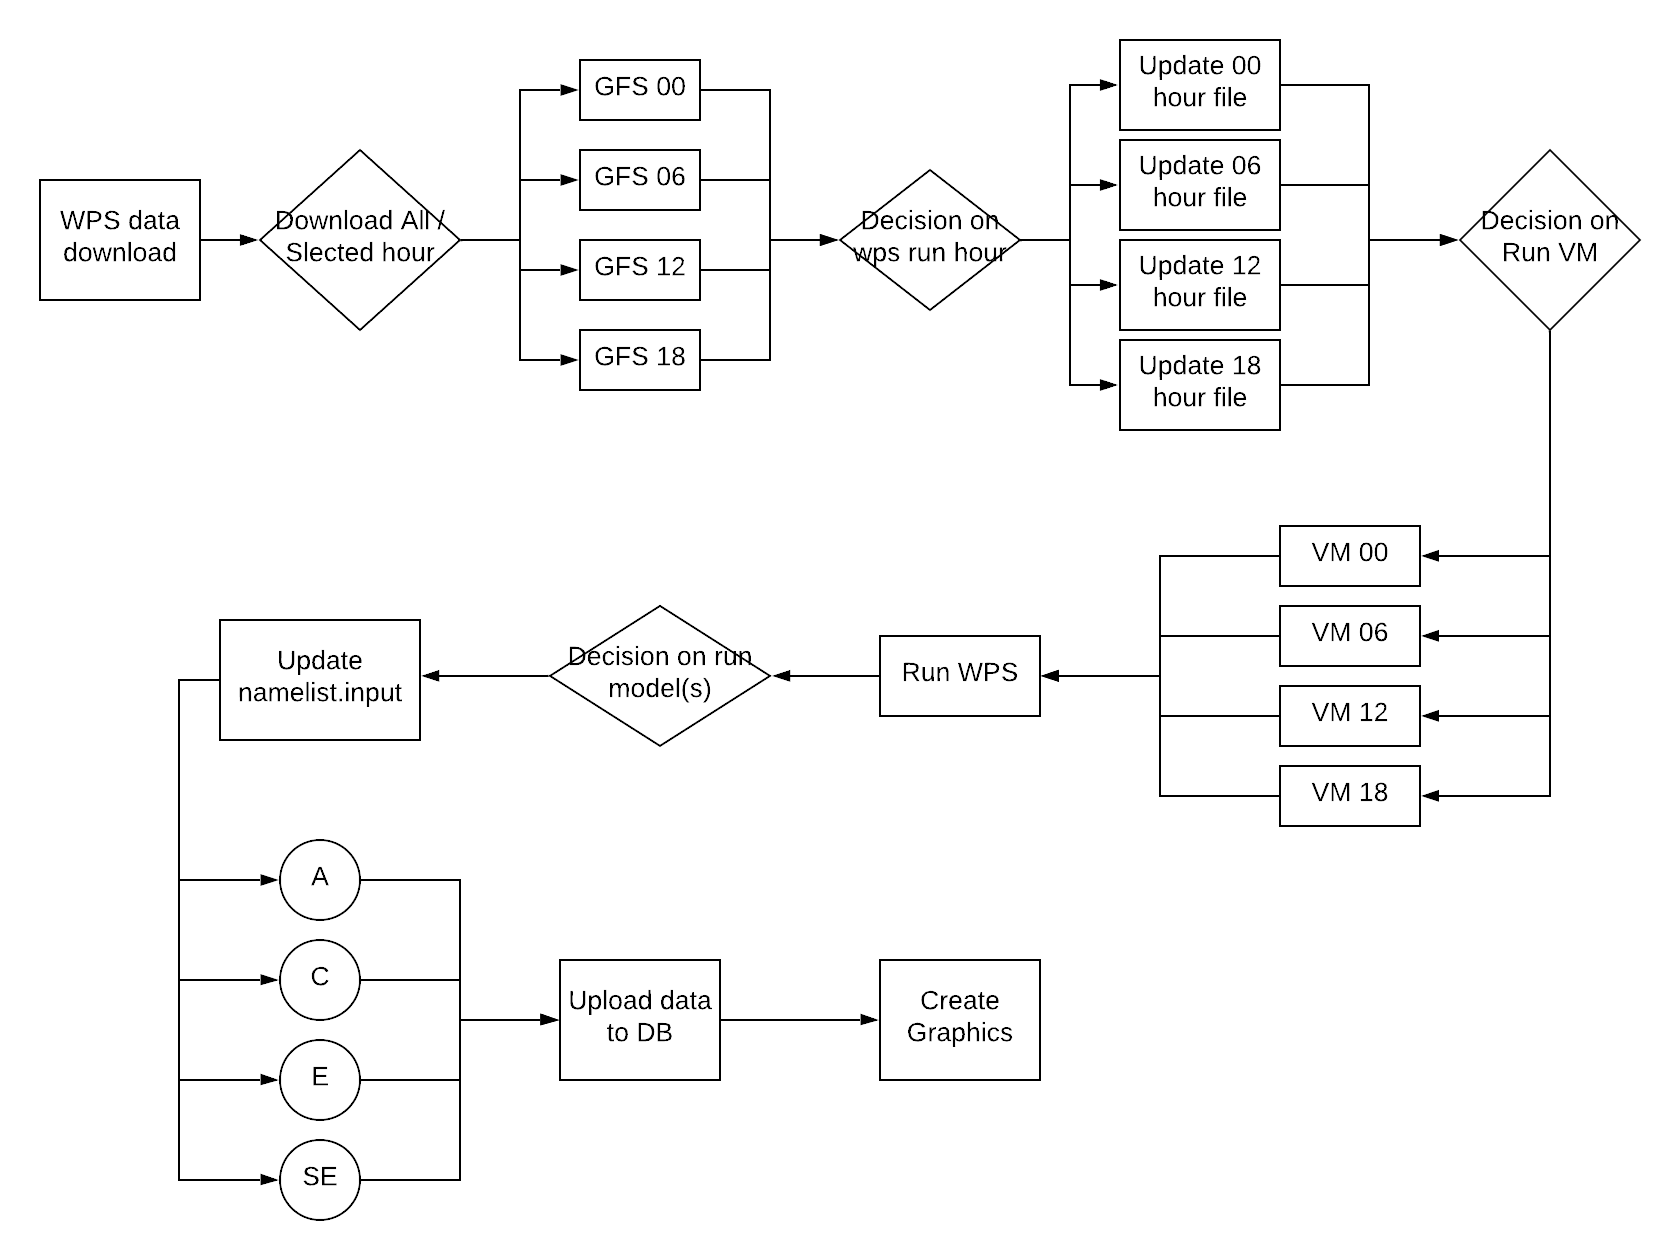 WPS data
download
Download All /
Slected hour
GFS 00
GFS 06
GFS 12
GFS 18
Decision on
wps run hour
Update 00
hour file
Update 06
hour file
Update 12
hour file
Update 18
hour file
Decision on
Run VM
VM 00
VM 06
VM 12
VM 18
Run WPS
Decision on run
model(s)
Update
namelist.input
A
C
E
SE
Upload data
to DB
Create
Graphics